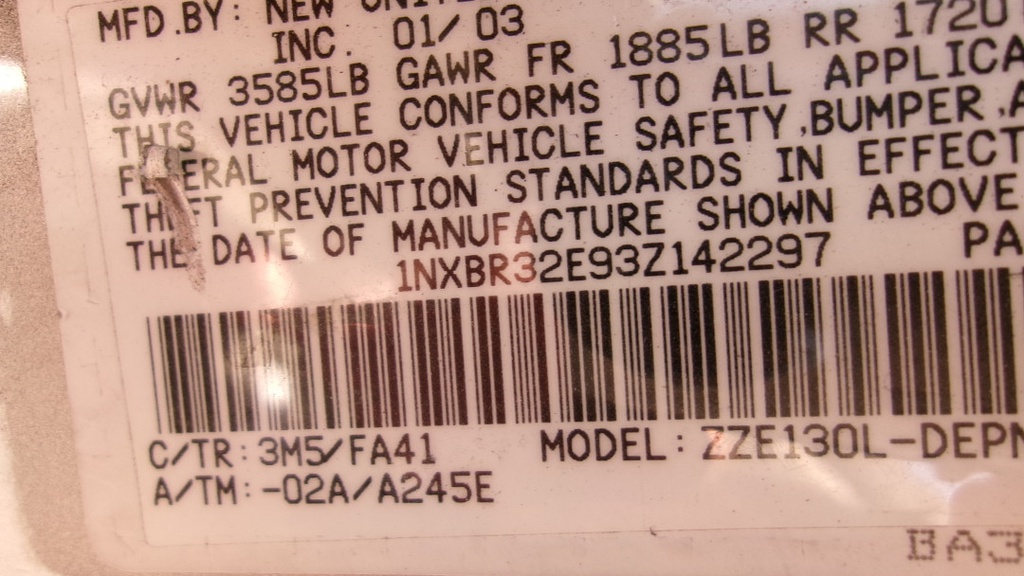 MFD.BY: NEW UNITE
INC. 01/03
GVWR 3585LB GAWR FR 1885LB RR 1720
THIS VEHICLE CONFORMS TO ALL APPLICA
FEDERAL MOTOR VEHICLE SAFETY,BUMPER,A
THEFT PREVENTION STANDARDS IN EFFECT
THE DATE OF MANUFACTURE SHOWN ABOVE
1NXBR32E93Z142297 PA
C/TR: 3M5/FA41 MODEL: ZZE130L-DEPN
A/TM: -02A/A245E
BA3